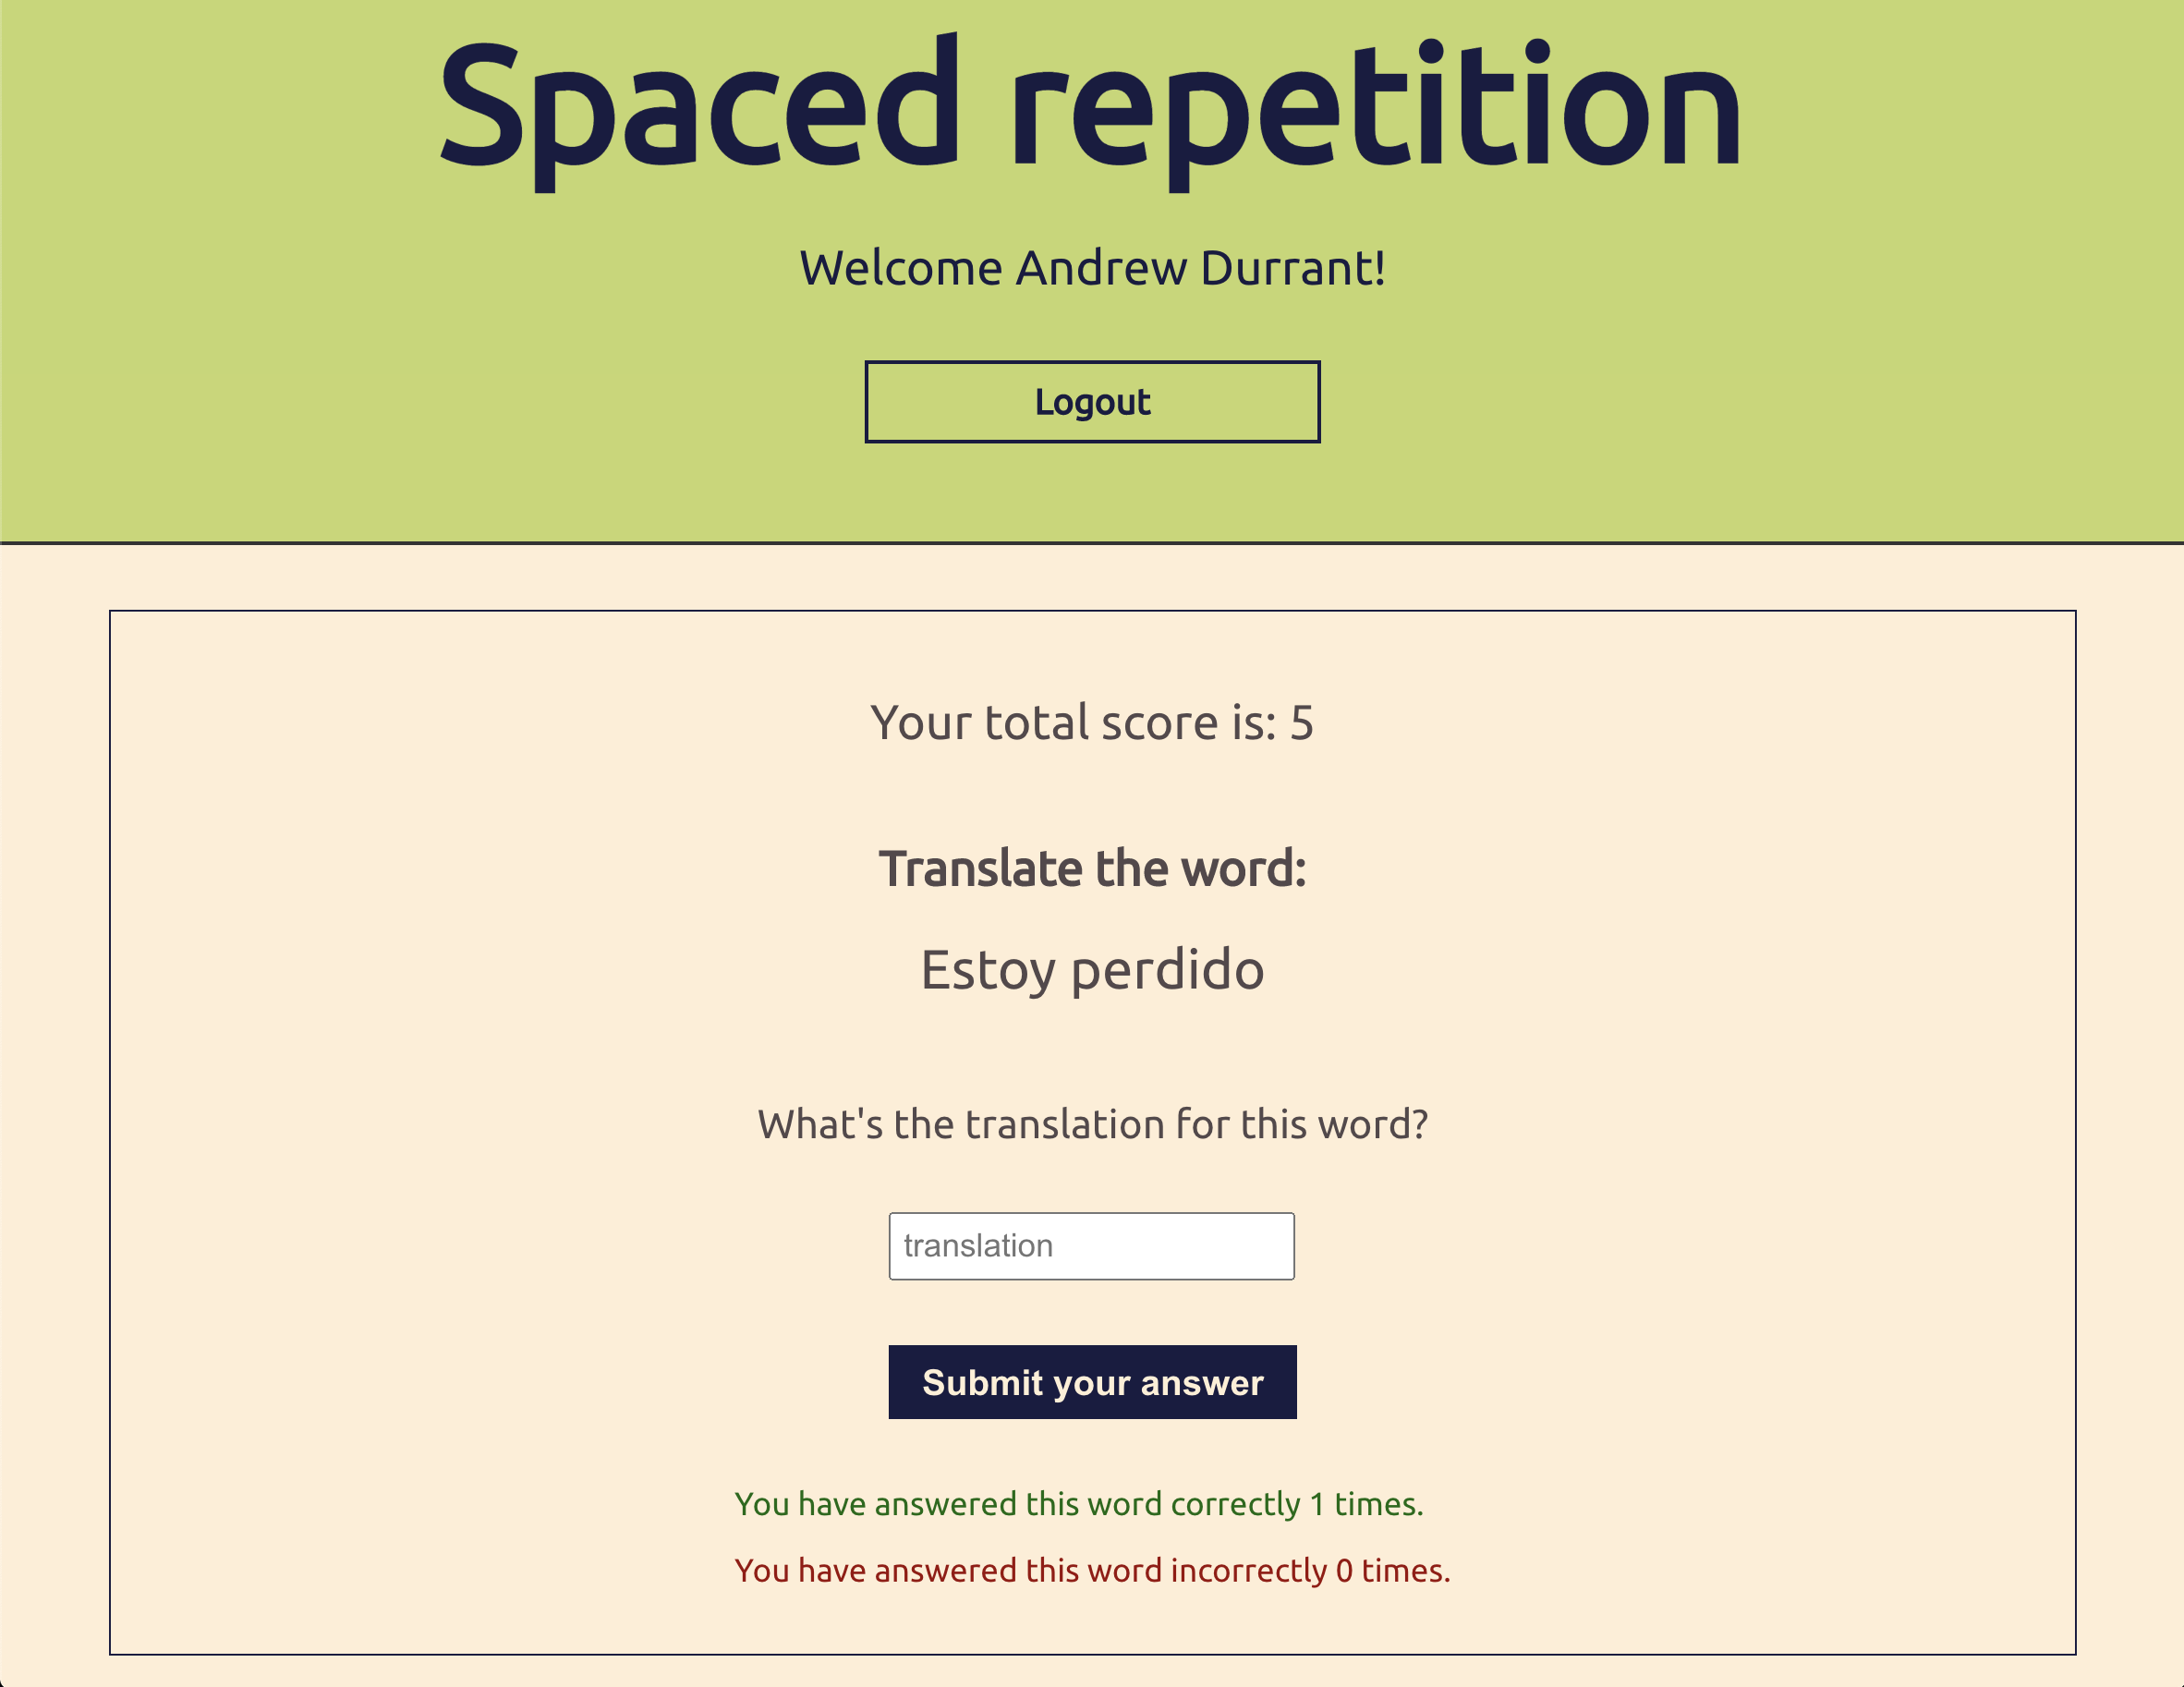 Spaced repetition
Welcome Andrew Durrant!
Logout
Your total score is: 5
Translate the word:
Estoy perdido
What's the translation for this word?
translation
Submit your answer
You have answered this word correctly 1 times.
You have answered this word incorrectly 0 times.